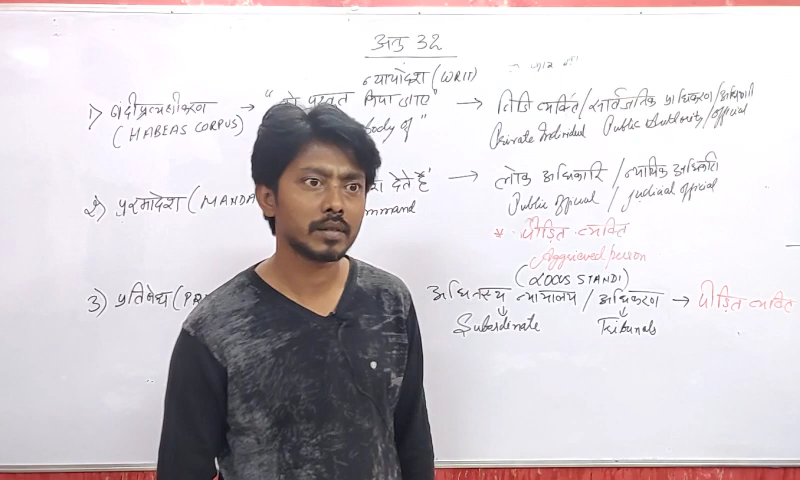 अनु 32
न्यायादेश (WRIT)
1) बंदीप्रत्यक्षीकरण → " को प्रस्तुत किया जाए" → निजी व्यक्ति / सार्वजनिक प्राधिकरण / अधिकारी
(HABEAS CORPUS) body of " Private Individual Public Authority / official
2) परमादेश (MANDA देते हैं" → लोक अधिकारि / न्यायिक अधिकारि
mmand Public official / judicial official
* पीड़ित व्यक्ति
Aggrieved person
(LOCUS STANDI)
3) प्रतिषेध (PR अधिनस्थ न्यायालय / अधिकरण → पीड़ित व्यक्ति
Subordinate Tribunals